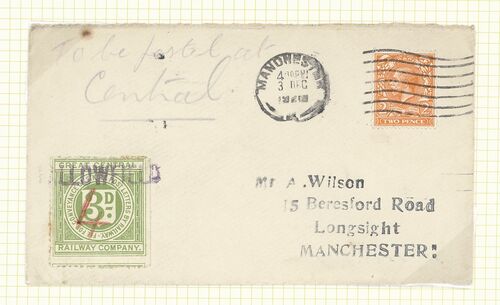 To be posted at
Central.
MANCHESTER
3 DEC
TWO PENCE
GREAT CENTRAL
3D
4
RAILWAY COMPANY.
Mr A. Wilson
15 Beresford Road
Longsight
MANCHESTER: